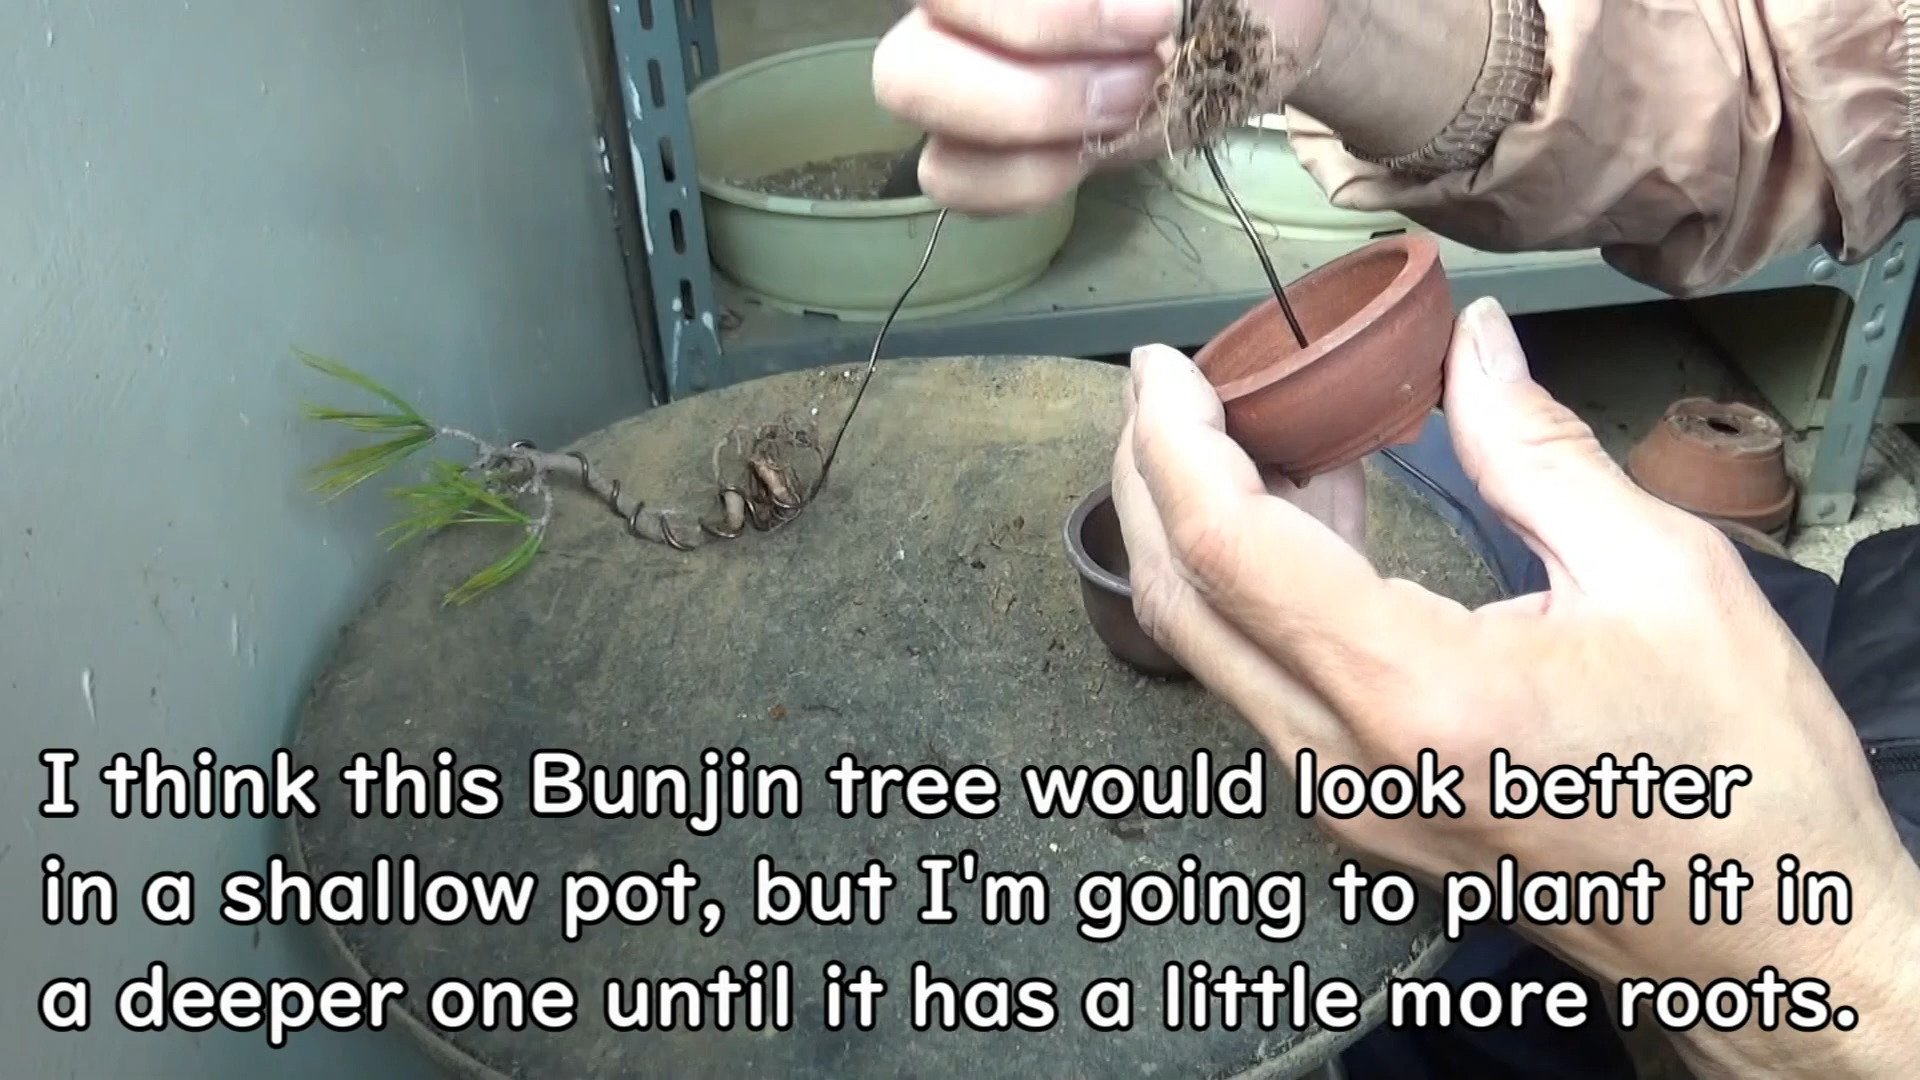 I think this Bunjin tree would look better
in a shallow pot, but I'm going to plant it in
a deeper one until it has a little more roots.